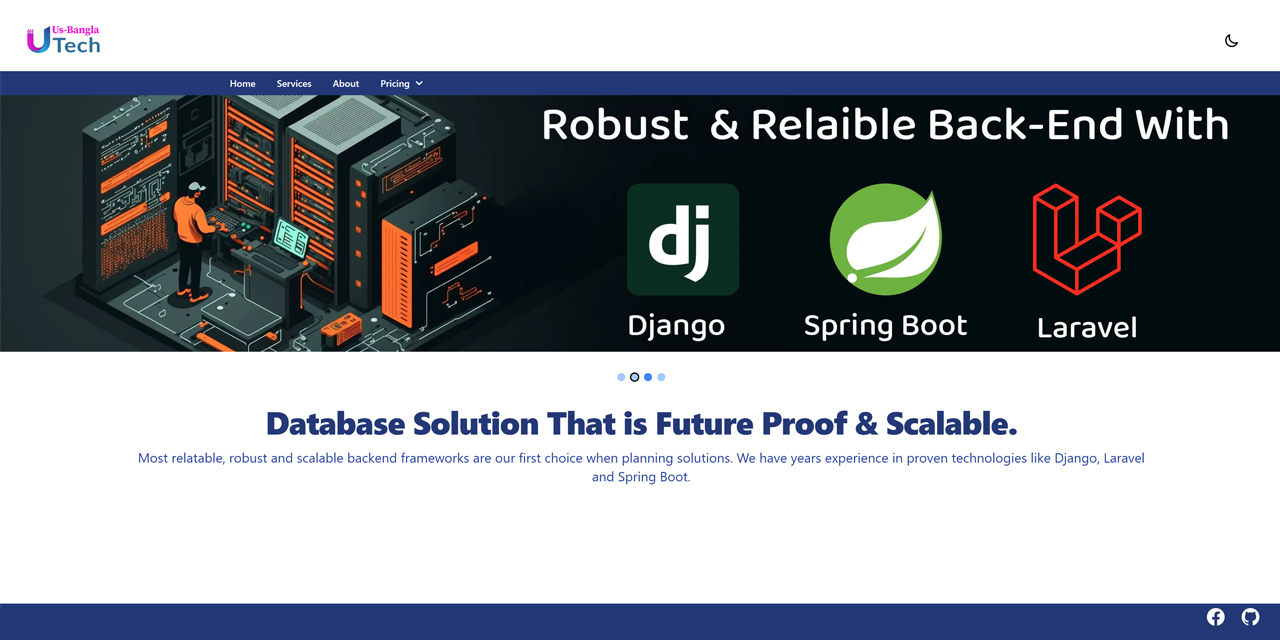 Us-Bangla
U Tech
Home Services About Pricing
Robust & Relaible Back-End With
dj
Django Spring Boot Laravel
Database Solution That is Future Proof & Scalable.
Most relatable, robust and scalable backend frameworks are our first choice when planning solutions. We have years experience in proven technologies like Django, Laravel
and Spring Boot.